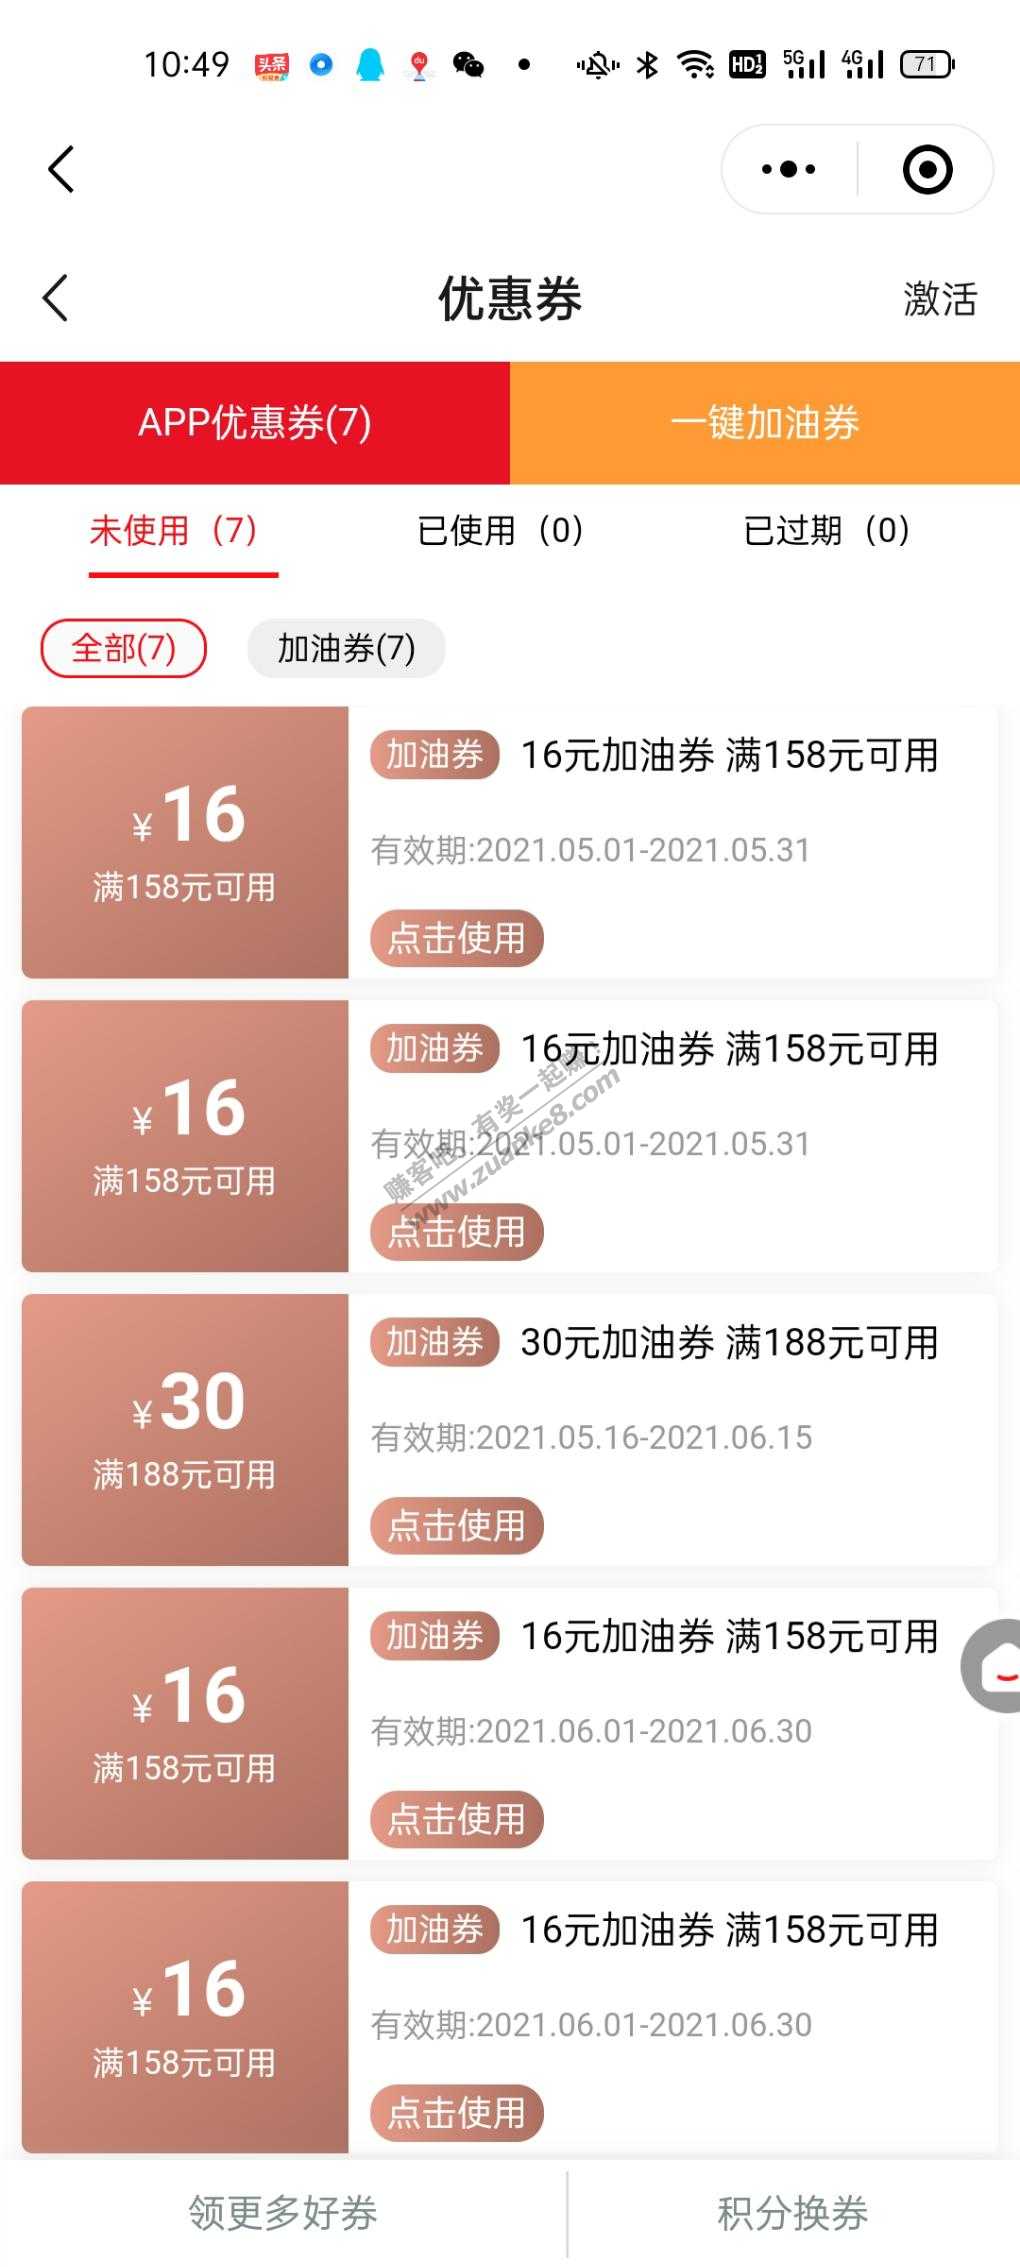 10:49 头条 du HD 1 2 5G 4G 71
优惠券 激活
APP优惠券(7) 一键加油券
未使用（7） 已使用（0） 已过期（0）
全部(7) 加油券(7)
¥16
满158元可用
加油券 16元加油券 满158元可用
有效期:2021.05.01-2021.05.31
点击使用
¥16
满158元可用
加油券 16元加油券 满158元可用
有效期:2021.05.01-2021.05.31
点击使用
赚客吧，有奖一起赚！
www.zuanke8.com
¥30
满188元可用
加油券 30元加油券 满188元可用
有效期:2021.05.16-2021.06.15
点击使用
¥16
满158元可用
加油券 16元加油券 满158元可用
有效期:2021.06.01-2021.06.30
点击使用
¥16
满158元可用
加油券 16元加油券 满158元可用
有效期:2021.06.01-2021.06.30
点击使用
领更多好券 积分换券